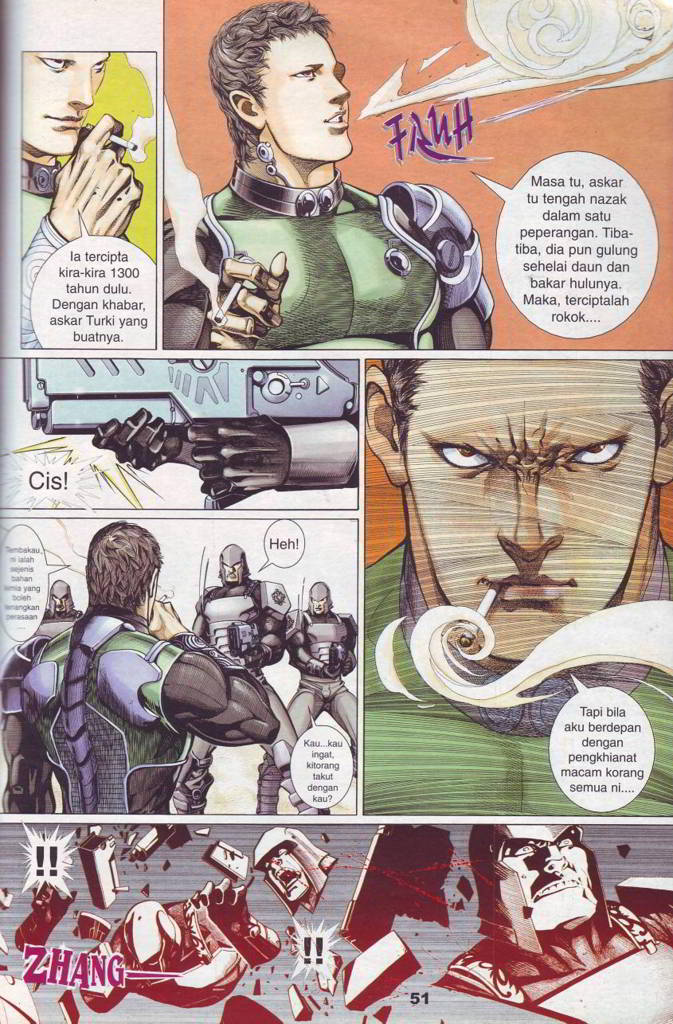 Ia tercipta
kira-kira 1300
tahun dulu.
Dengan khabar,
askar Turki yang
buatnya.
FAUH
Masa tu, askar
tu tengah nazak
dalam satu
peperangan. Tiba-
tiba, dia pun gulung
sehelai daun dan
bakar hulunya.
Maka, terciptalah
rokok....
Cis!
Tembakau,
ni ialah
sejenis
bahan
kimia yang
boleh
tenangkan
perasaan
....
Heh!
Kau...kau
ingat,
kitorang
takut
dengan
kau?
Tapi bila
aku berdepan
dengan
pengkhianat
macam korang
semua ni....
!!
!!
ZHANG
51